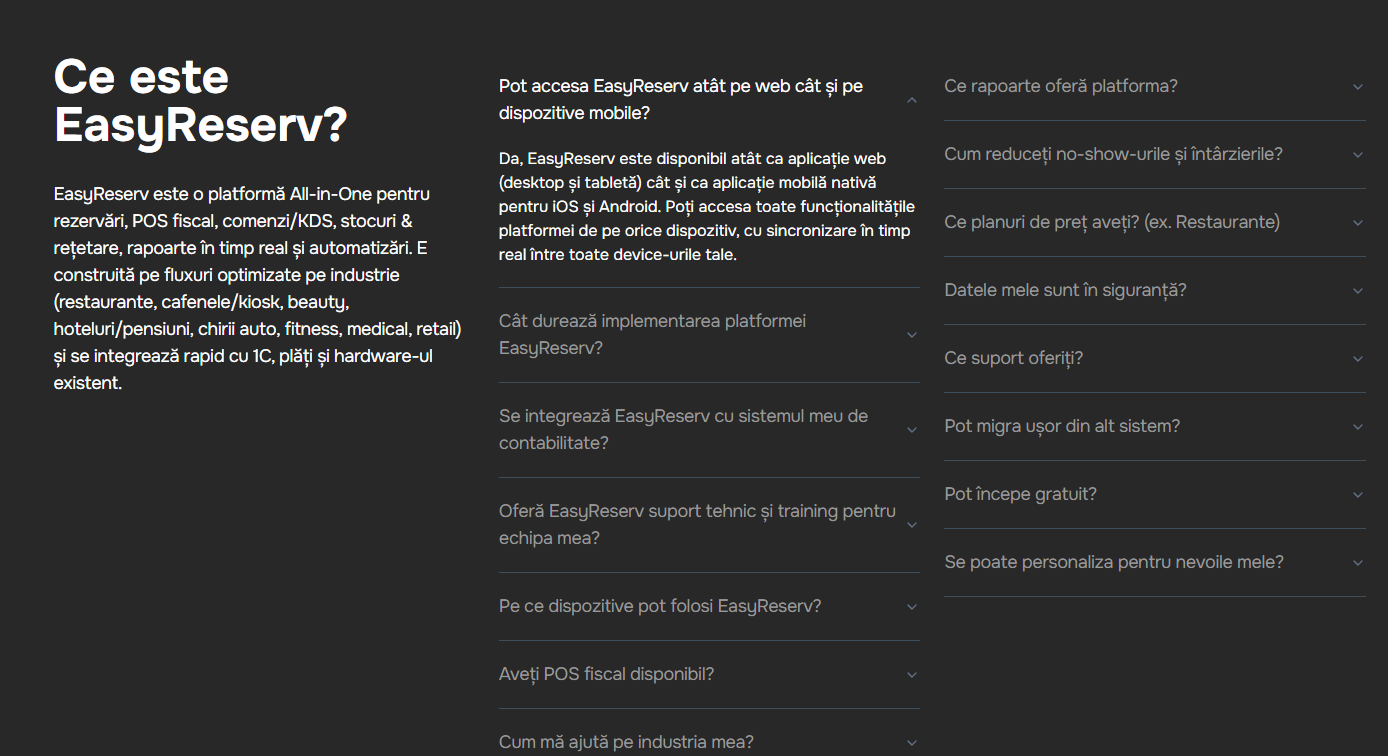 Ce este
EasyReserv?
EasyReserv este o platformă All-in-One pentru
rezervări, POS fiscal, comenzi/KDS, stocuri &
rețetare, rapoarte în timp real și automatizări. E
construită pe fluxuri optimizate pe industrie
(restaurante, cafenele/kiosk, beauty,
hoteluri/pensiuni, chirii auto, fitness, medical, retail)
și se integrează rapid cu 1C, plăți și hardware-ul
existent.
Pot accesa EasyReserv atât pe web cât și pe
dispozitive mobile?
Da, EasyReserv este disponibil atât ca aplicație web
(desktop și tabletă) cât și ca aplicație mobilă nativă
pentru iOS și Android. Poți accesa toate funcționalitățile
platformei de pe orice dispozitiv, cu sincronizare în timp
real între toate device-urile tale.
Cât durează implementarea platformei
EasyReserv?
Se integrează EasyReserv cu sistemul meu de
contabilitate?
Oferă EasyReserv suport tehnic și training pentru
echipa mea?
Pe ce dispozitive pot folosi EasyReserv?
Aveți POS fiscal disponibil?
Cum mă ajută pe industria mea?
Ce rapoarte oferă platforma?
Cum reduceți no-show-urile și întârzierile?
Ce planuri de preț aveți? (ex. Restaurante)
Datele mele sunt în siguranță?
Ce suport oferiți?
Pot migra ușor din alt sistem?
Pot începe gratuit?
Se poate personaliza pentru nevoile mele?